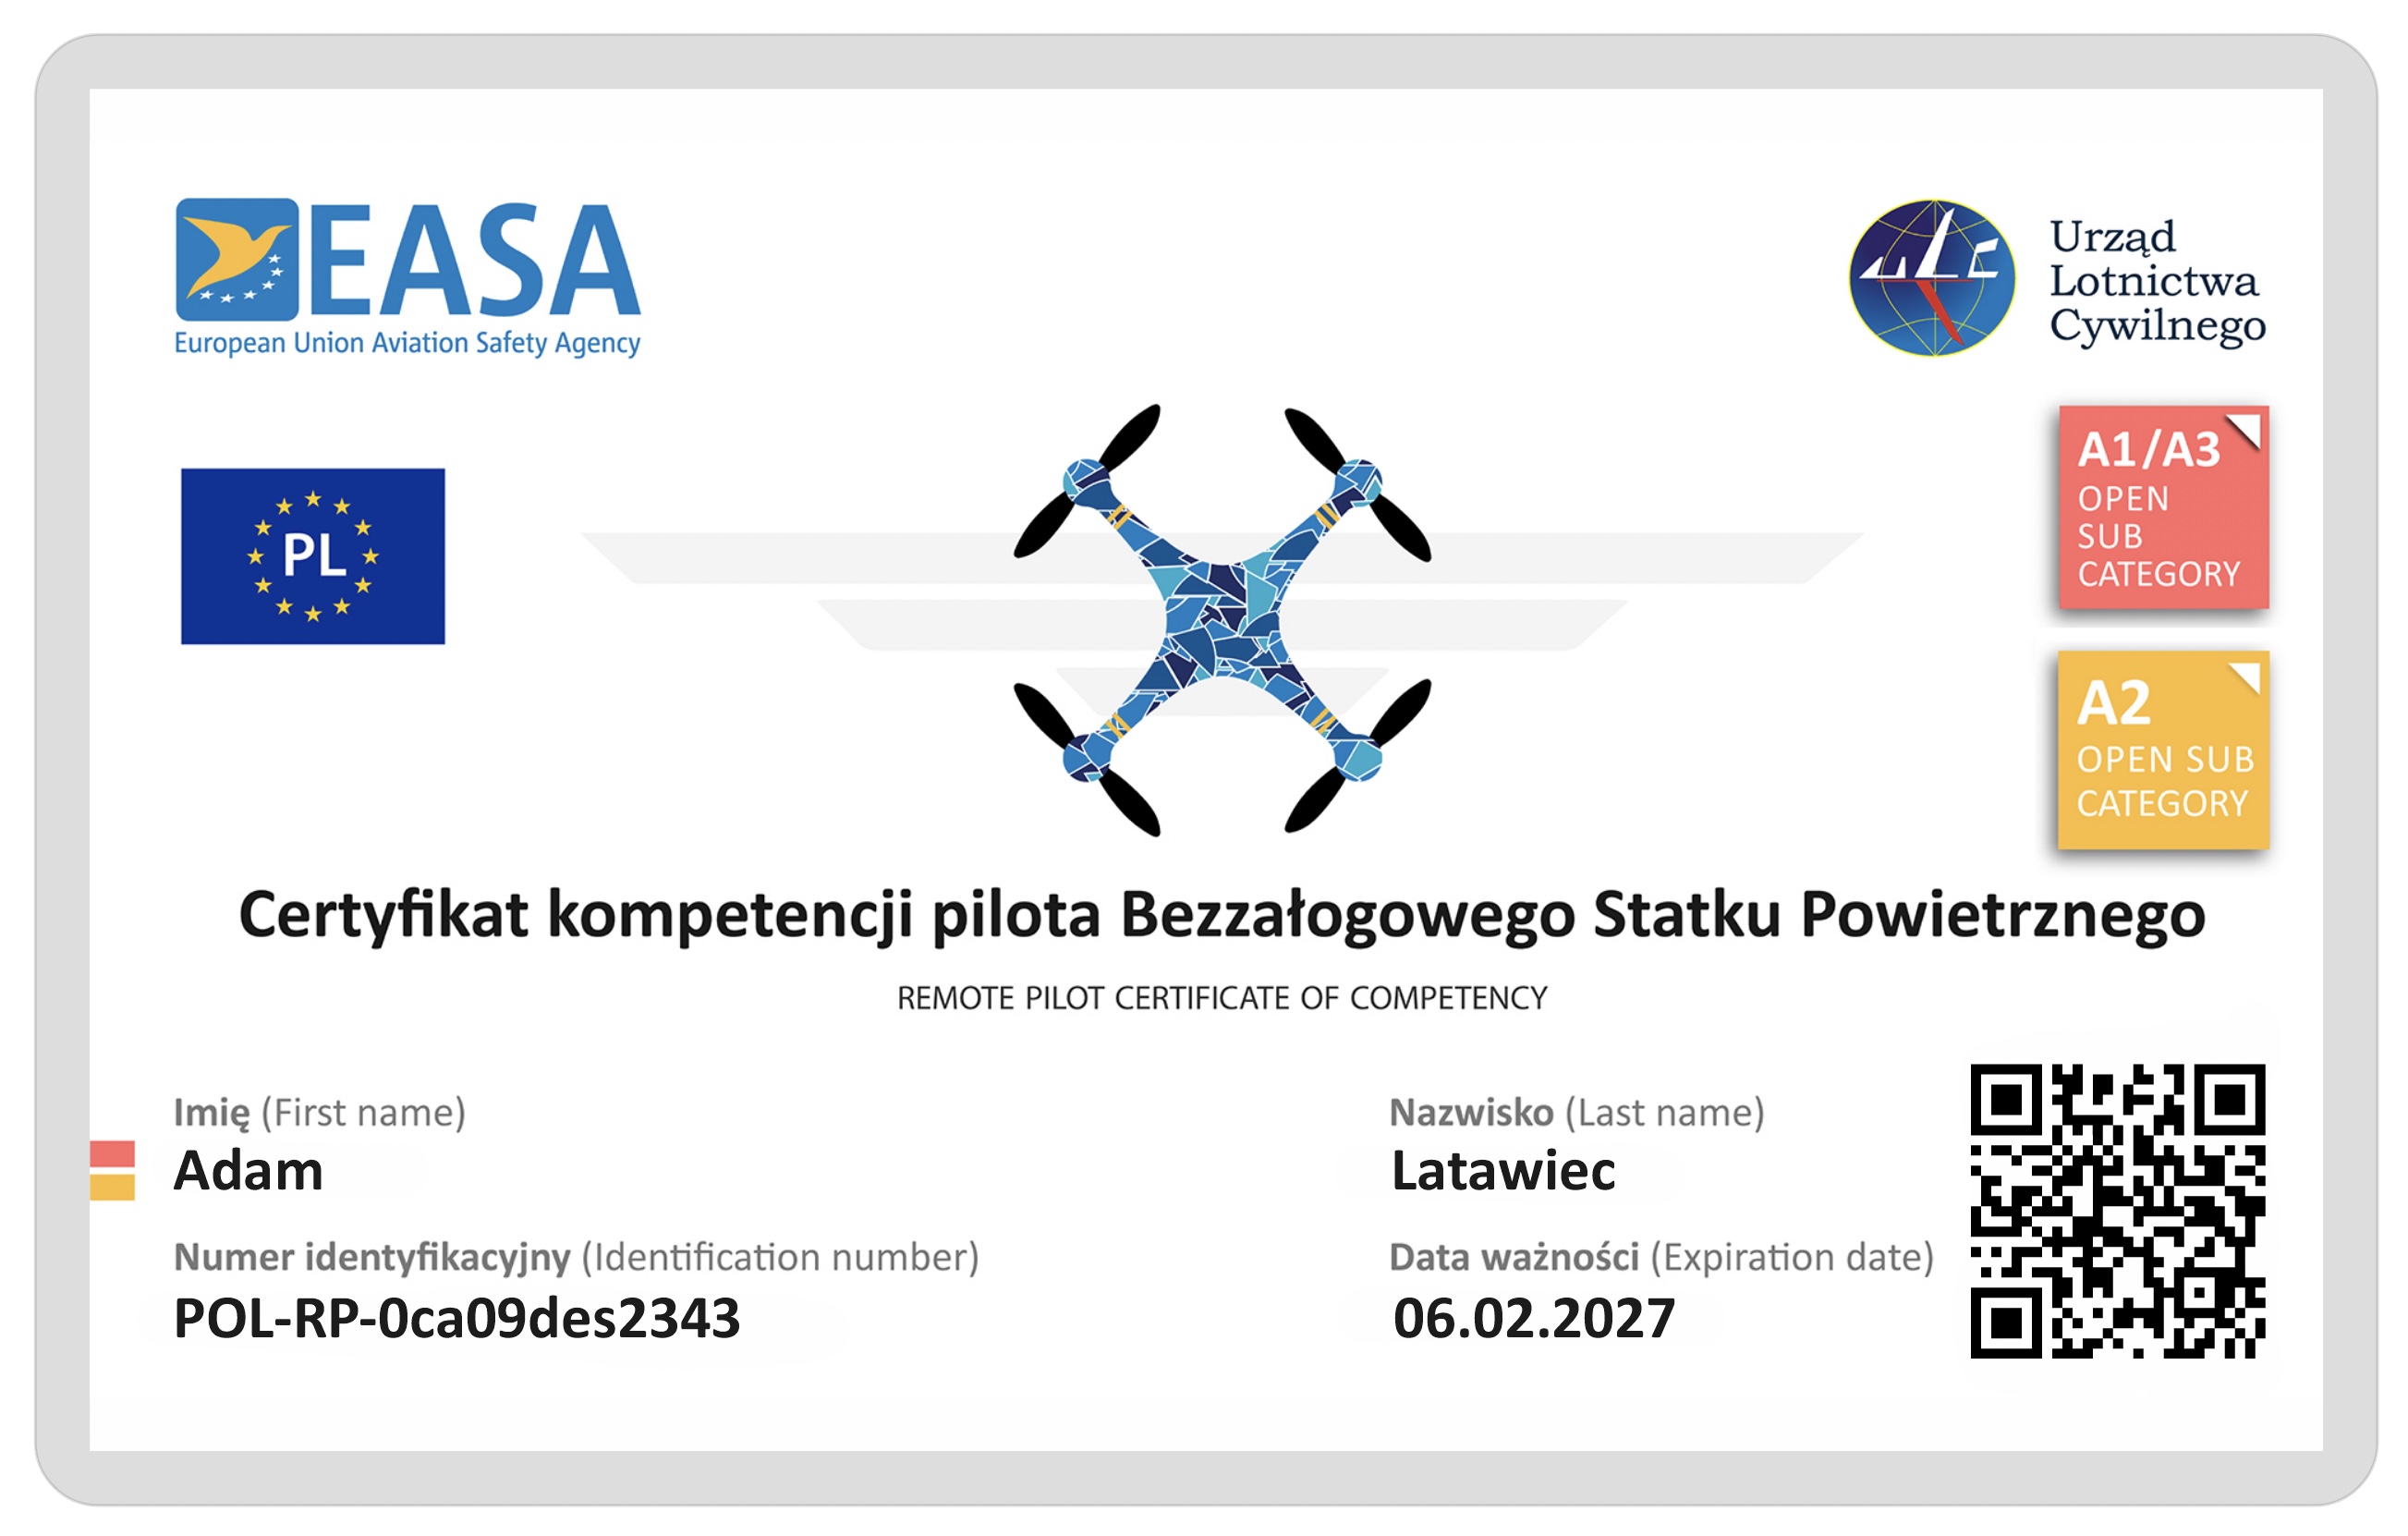 EASA
European Union Aviation Safety Agency
Urząd
Lotnictwa
Cywilnego
PL
A1/A3
OPEN
SUB
CATEGORY
A2
OPEN SUB
CATEGORY
Certyfikat kompetencji pilota Bezzałogowego Statku Powietrznego
REMOTE PILOT CERTIFICATE OF COMPETENCY
Imię (First name)
Adam
Nazwisko (Last name)
Latawiec
Numer identyfikacyjny (Identification number)
POL-RP-0ca09des2343
Data ważności (Expiration date)
06.02.2027